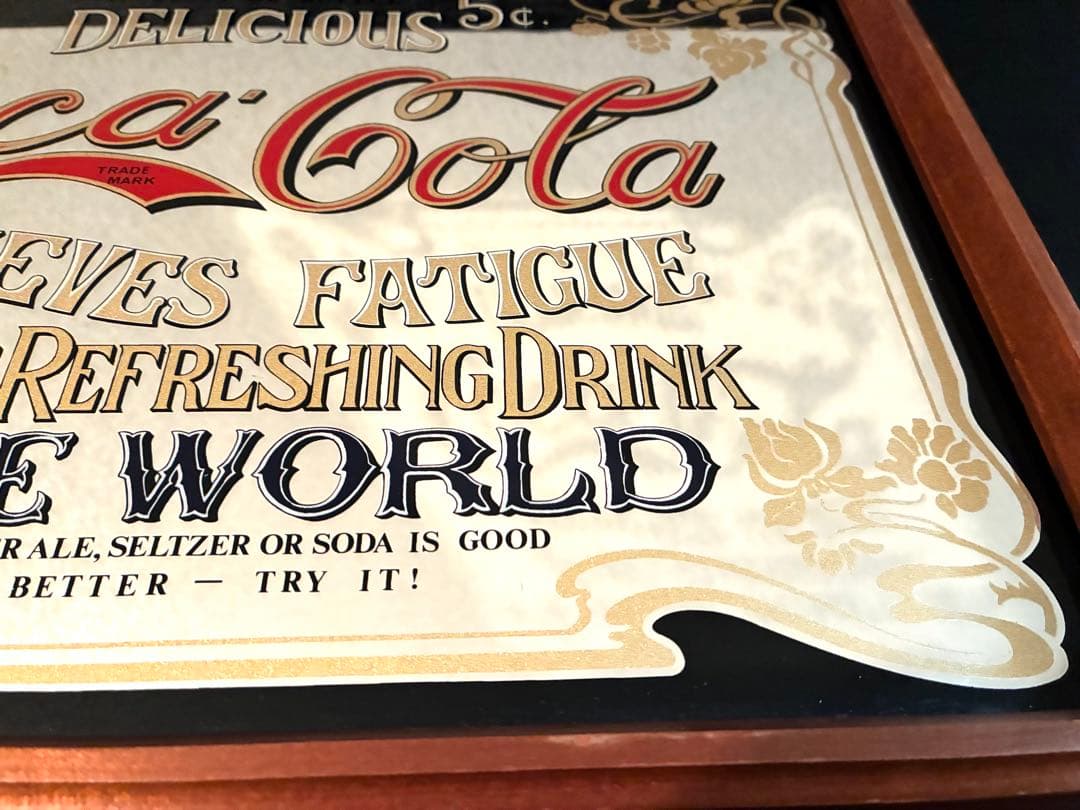 DELICIOUS 5¢.
ca-Cola
TRADE
MARK
EVES FATIGUE
REFRESHING DRINK
E WORLD
R ALE, SELTZER OR SODA IS GOOD
BETTER — TRY IT!